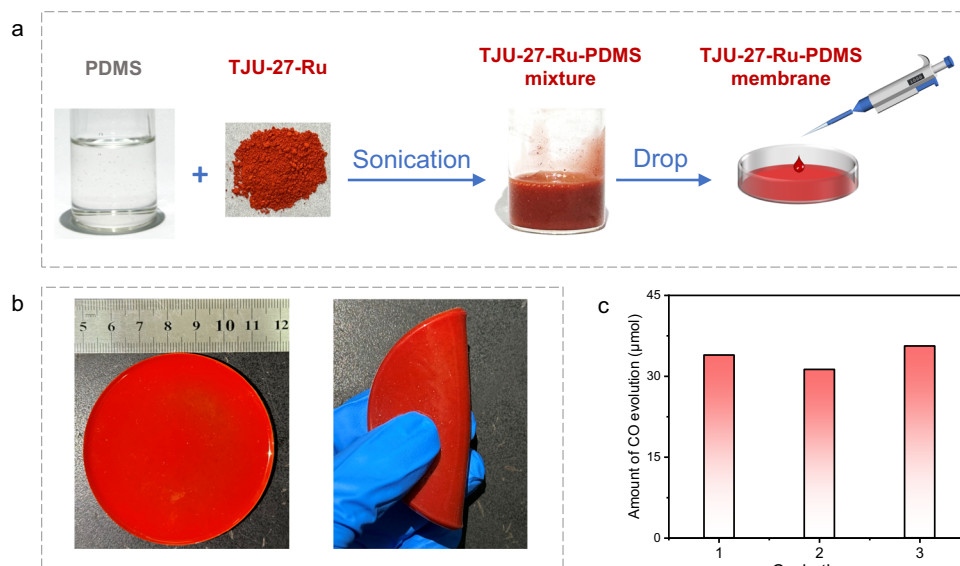 a
PDMS
TJU-27-Ru
TJU-27-Ru-PDMS
mixture
TJU-27-Ru-PDMS
membrane
+
Sonication
Drop
b
mm
5 6 7 8 9 10 11 12
c
Amount of CO evolution (μmol)
45
30
15
0
1 2 3